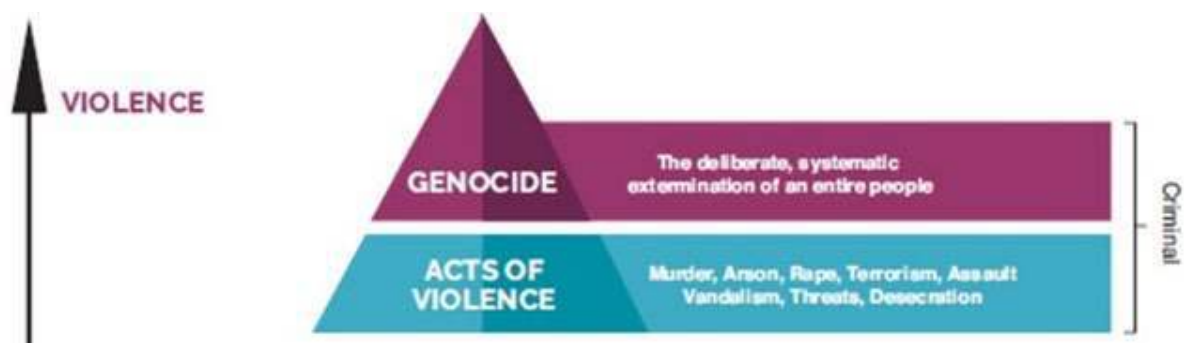 VIOLENCE
GENOCIDE
The deliberate, systematic
extermination of an entire people
ACTS OF
VIOLENCE
Murder, Arson, Rape, Terrorism, Assault
Vandalism, Threats, Desecration
Criminal